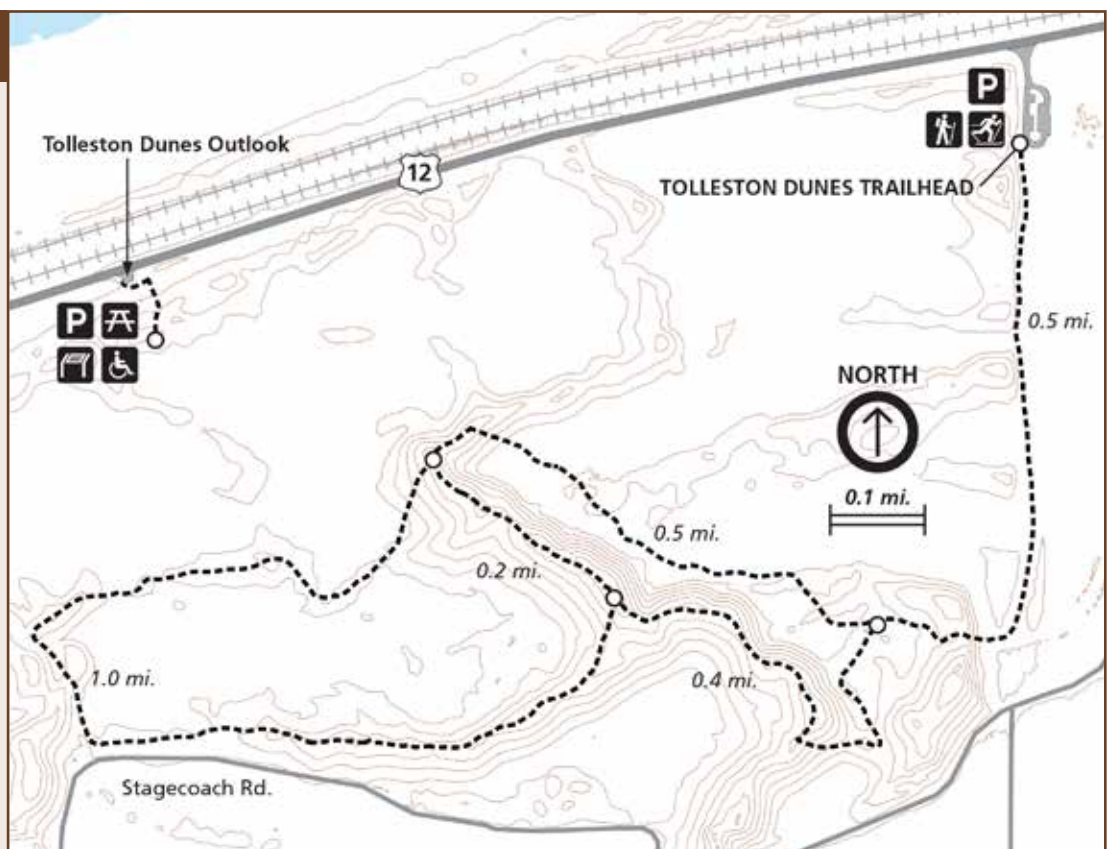 P
Tolleston Dunes Outlook
12
TOLLESTON DUNES TRAILHEAD
P
0.5 mi.
NORTH
0.1 mi.
0.5 mi.
0.2 mi.
1.0 mi.
0.4 mi.
Stagecoach Rd.